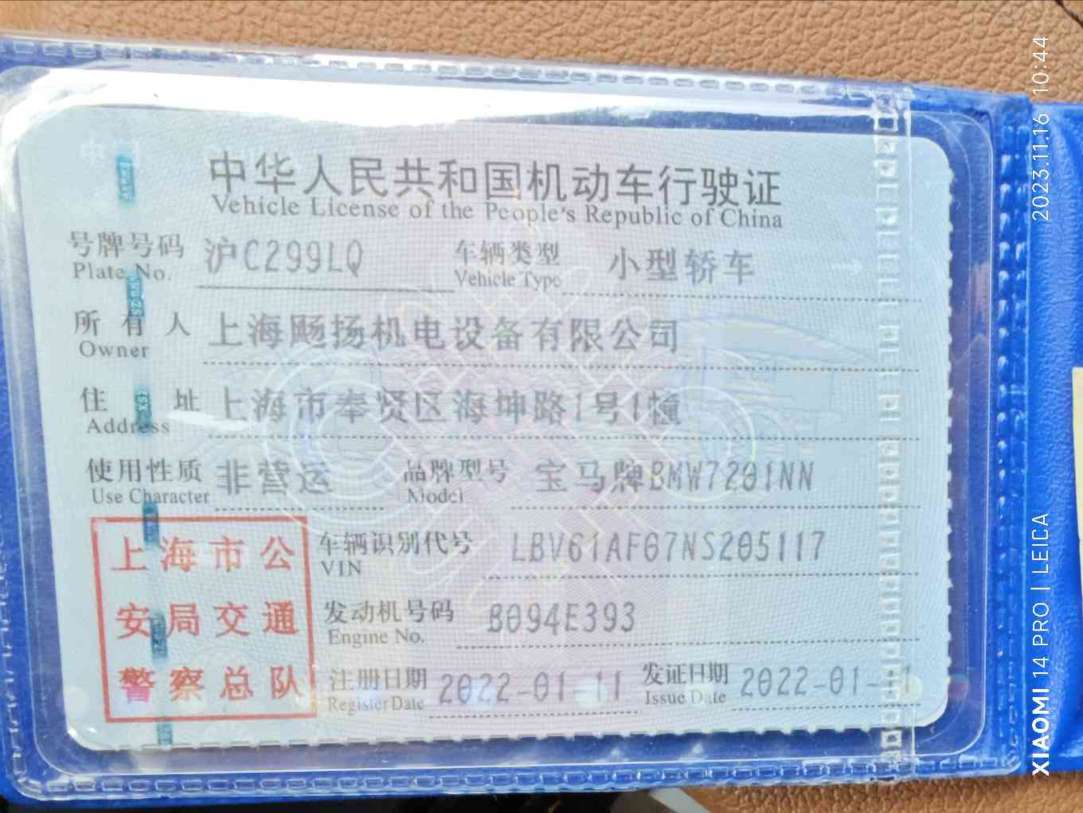 中华人民共和国机动车行驶证
Vehicle License of the People's Republic of China
号牌号码 沪C299LQ 车辆类型 小型轿车
Plate No. Vehicle Type
所有人 上海飏扬机电设备有限公司
Owner
住址 上海市奉贤区海坤路1号1幢
Address
使用性质 非营运 品牌型号 宝马牌BMW7201NN
Use Character Model
上海市公
安局交通
警察总队
车辆识别代号 LBV61AF07NS205117
VIN
发动机号码 B094E393
Engine No.
注册日期 2022-01-11 发证日期 2022-01-11
Register Date Issue Date
XIAOMI 14 PRO | LEICA 2023.11.16 10:44